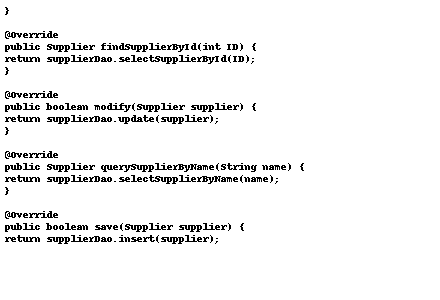 }
@Override
public Supplier findSupplierById(int ID) {
return supplierDao.selectSupplierById(ID);
}
@Override
public boolean modify(Supplier supplier) {
return supplierDao.update(supplier);
}
@Override
public Supplier querySupplierByName(String name) {
return supplierDao.selectSupplierByName(name);
}
@Override
public boolean save(Supplier supplier) {
return supplierDao.insert(supplier);